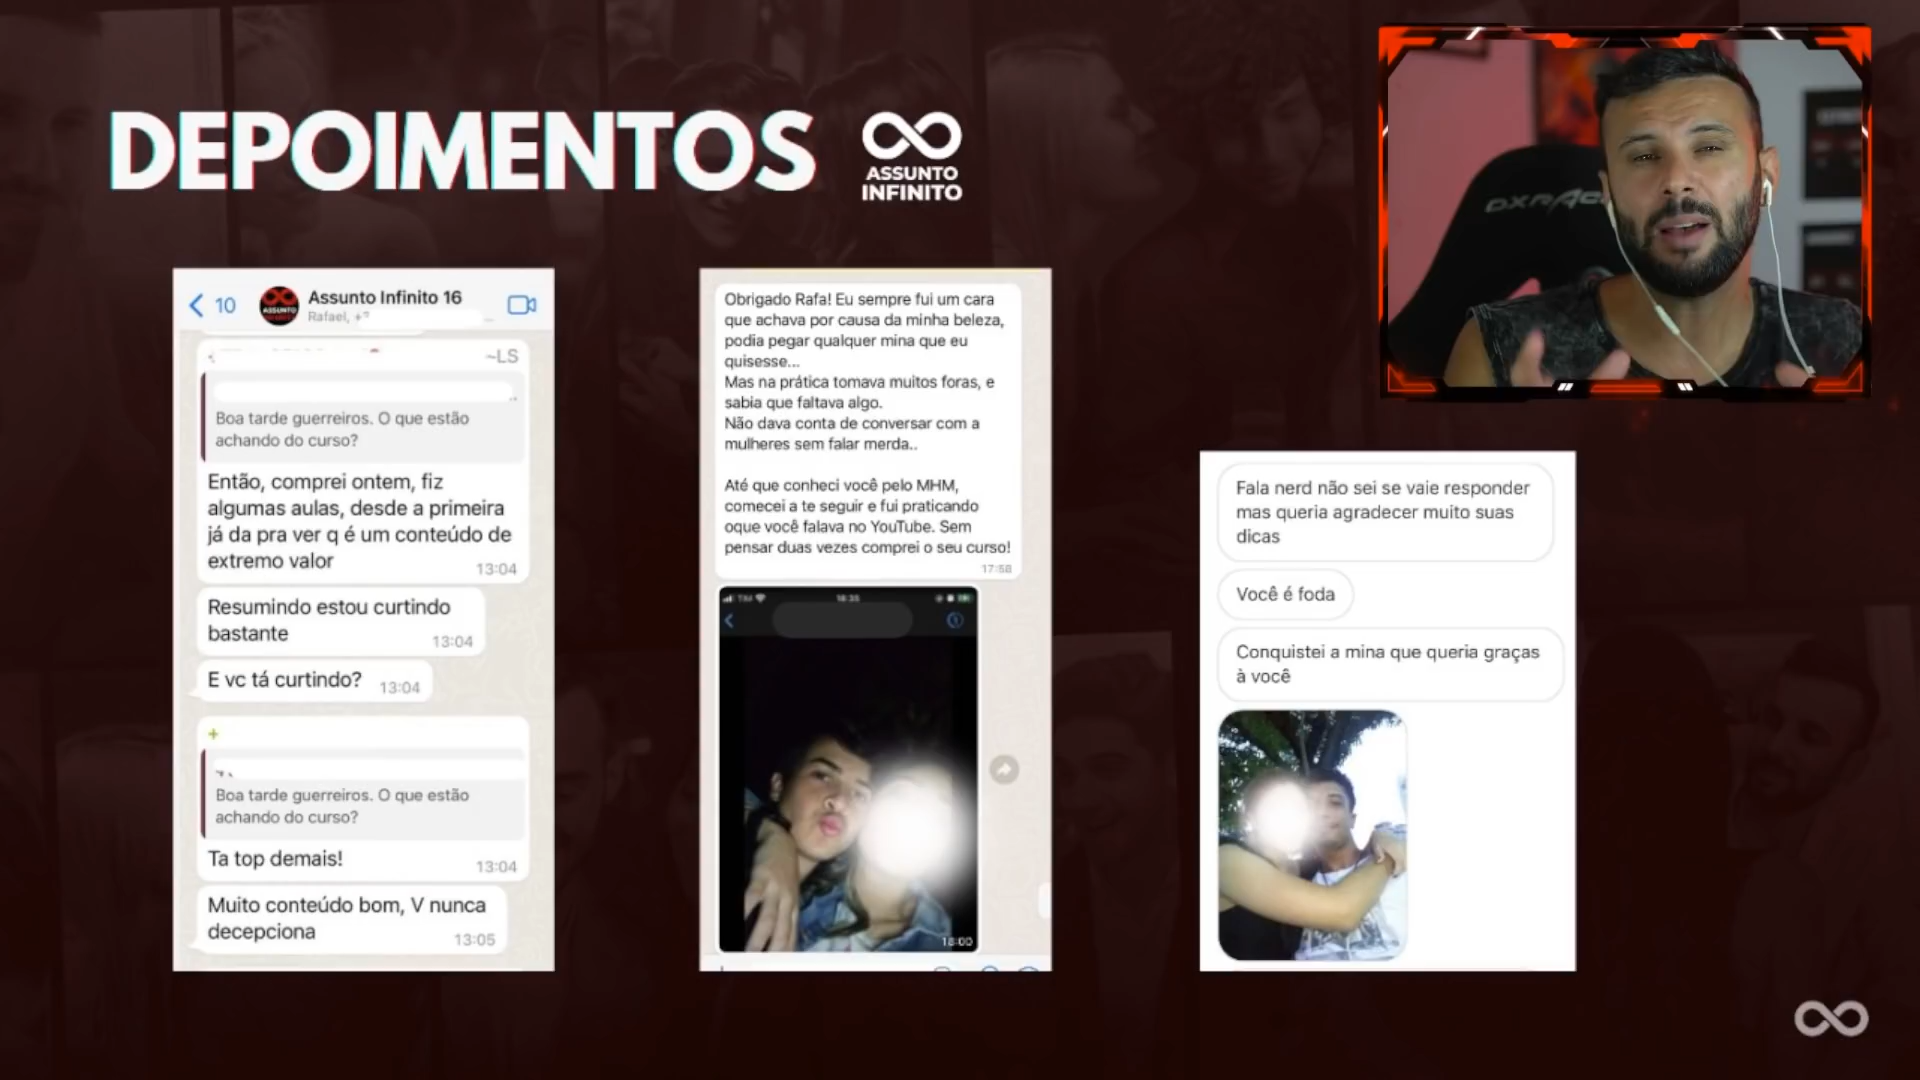 DEPOIMENTOS
ASSUNTO
INFINITO
10
Assunto Infinito 16
Rafael,
~LS
Boa tarde guerreiros. O que estão
achando do curso?
Então, comprei ontem, fiz
algumas aulas, desde a primeira
já da pra ver q é um conteúdo de
extremo valor
13:04
Resumindo estou curtindo
bastante
13:04
E vc tá curtindo?
13:04
Boa tarde guerreiros. O que estão
achando do curso?
Ta top demais!
13:04
Muito conteúdo bom, V nunca
decepciona
13:05
Obrigado Rafa! Eu sempre fui um cara
que achava por causa da minha beleza,
podia pegar qualquer mina que eu
quisesse...
Mas na prática tomava muitos foras, e
sabia que faltava algo.
Não dava conta de conversar com a
mulheres sem falar merda..
Até que conheci você pelo MHM,
comecei a te seguir e fui praticando
oque você falava no YouTube. Sem
pensar duas vezes comprei o seu curso!
17:58
TIM
18:00
Fala nerd não sei se vaie responder
mas queria agradecer muito suas
dicas
Você é foda
Conquistei a mina que queria graças
à você
DXRACE